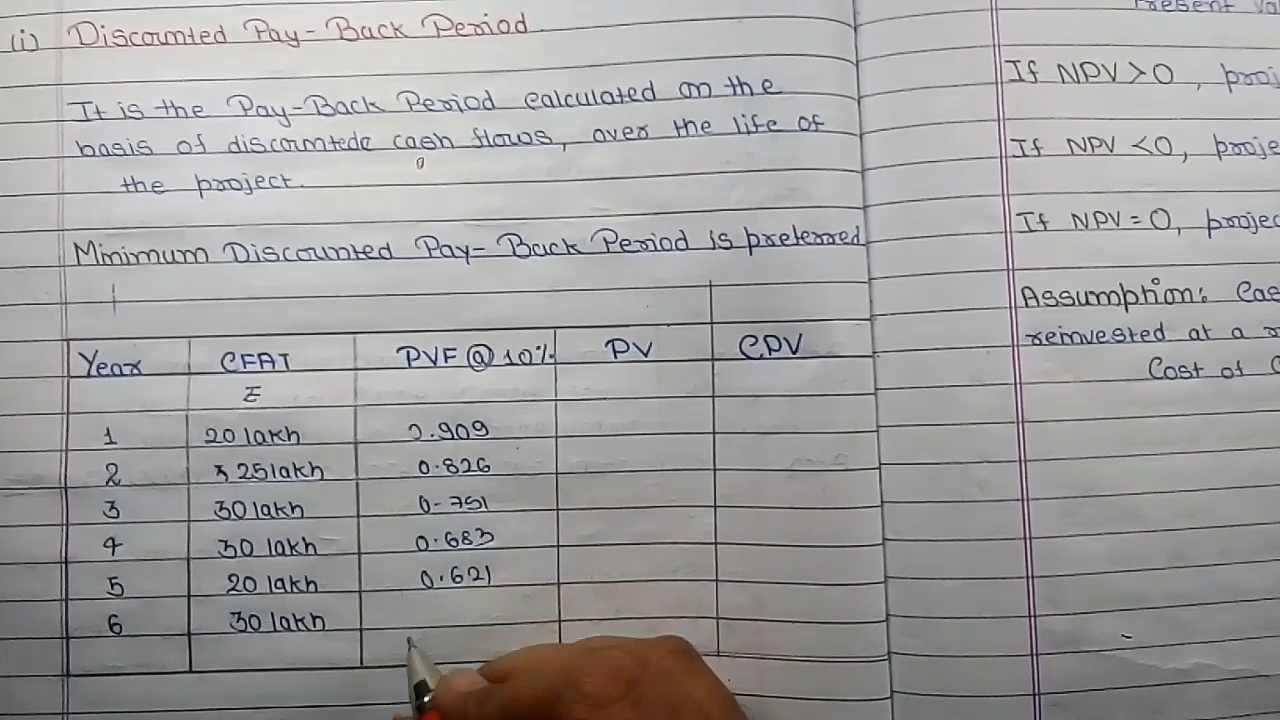 (i) Discounted Pay-Back Period
It is the Pay-Back Period calculated on the
basis of discountede cash flows, over the life of
the project.
Minimum Discounted Pay-Back Period is preferred
Year CFAT PVF @ 10% PV CPV
₹
1 20 lakh 0.909
2 25 lakh 0.826
3 30 lakh 0.751
4 30 lakh 0.683
5 20 lakh 0.621
6 30 lakh
Present
If NPV > 0,
If NPV < 0,
If NPV = 0,
Assumption:
reinvested at a
Cost of